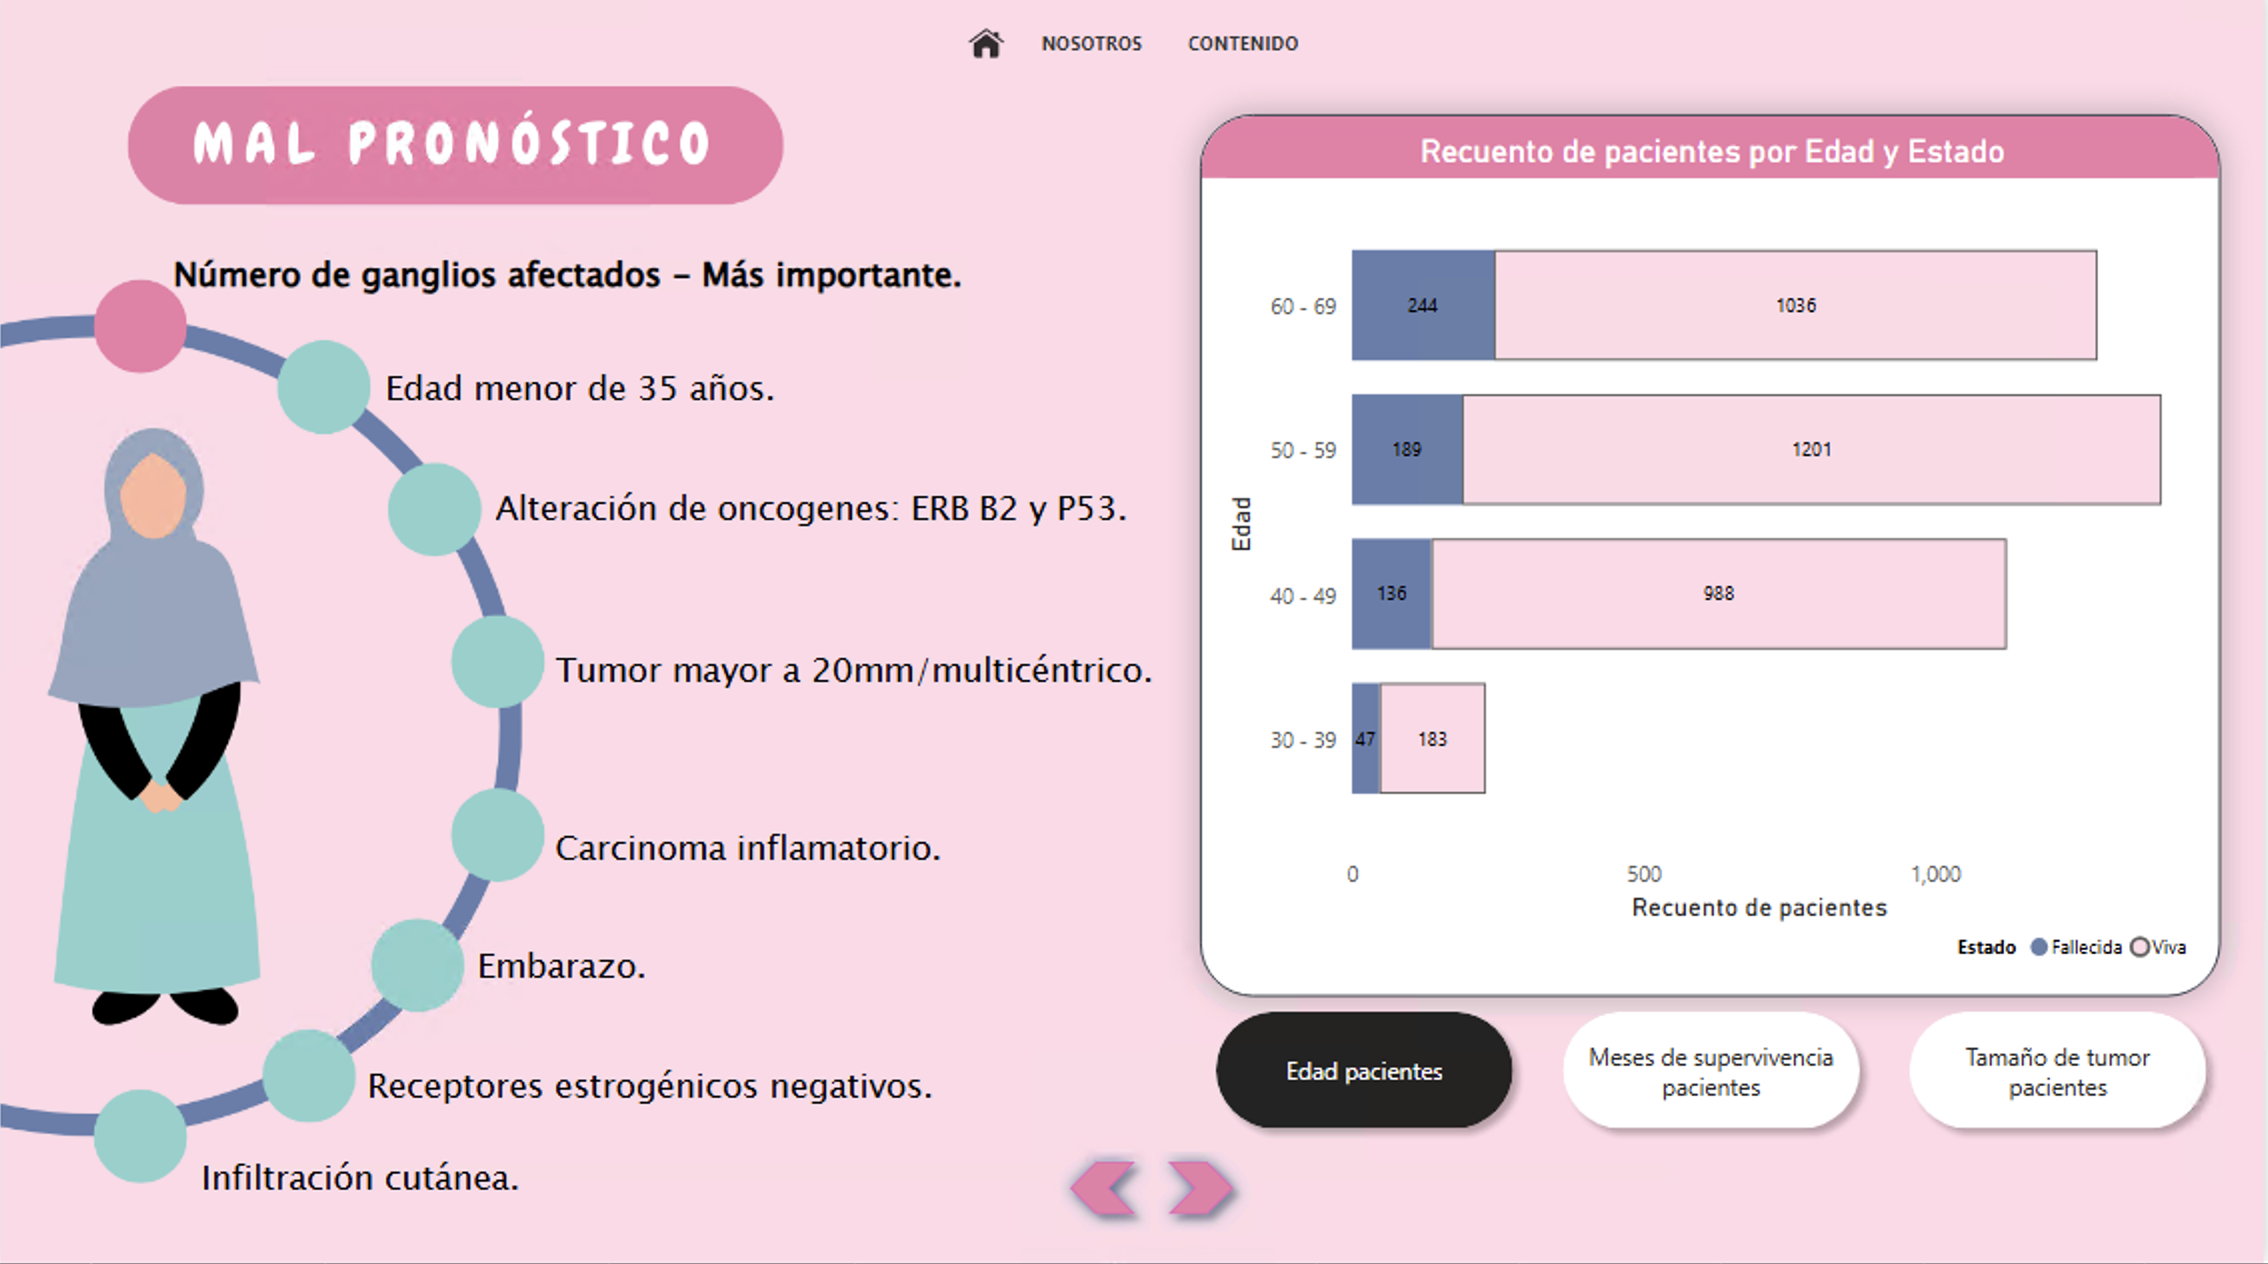 NOSOTROS CONTENIDO
MAL PRONÓSTICO
Número de ganglios afectados - Más importante.
Edad menor de 35 años.
Alteración de oncogenes: ERB B2 y P53.
Tumor mayor a 20mm/multicéntrico.
Carcinoma inflamatorio.
Embarazo.
Receptores estrogénicos negativos.
Infiltración cutánea.
Recuento de pacientes por Edad y Estado
Edad
60 - 69 244 1036
50 - 59 189 1201
40 - 49 136 988
30 - 39 47 183
0 500 1,000
Recuento de pacientes
Estado Fallecida Viva
Edad pacientes
Meses de supervivencia
pacientes
Tamaño de tumor
pacientes